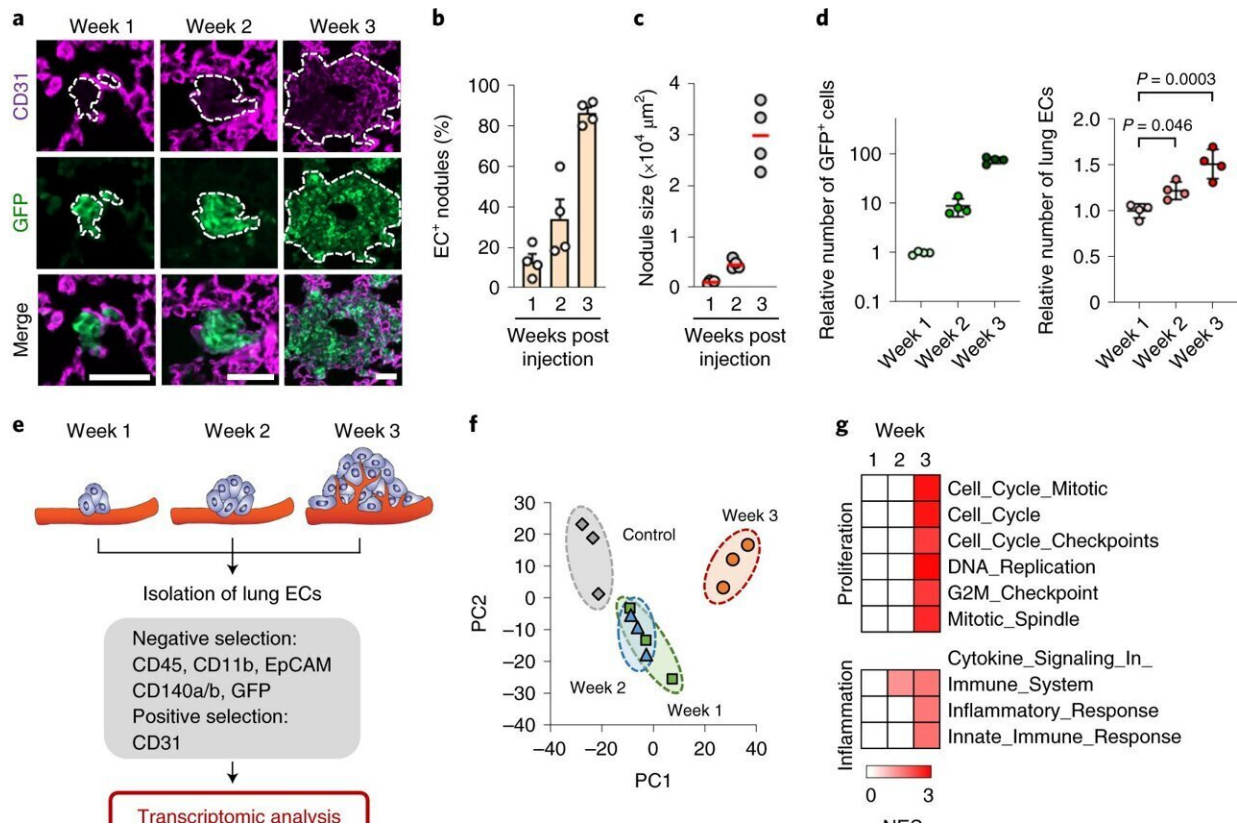 a
Week 1 Week 2 Week 3
CD31
GFP
Merge
b
EC⁺ nodules (%)
100
80
60
40
20
0
1 2 3
Weeks post
injection
c
Nodule size (×10⁴ μm²)
4
3
2
1
0
1 2 3
Weeks post
injection
d
Relative number of GFP⁺ cells
100
10
1
0.1
Week 1 Week 2 Week 3
Relative number of lung ECs
P = 0.0003
P = 0.046
2.0
1.5
1.0
0.5
0
Week 1 Week 2 Week 3
e
Week 1 Week 2 Week 3
Isolation of lung ECs
Negative selection:
CD45, CD11b, EpCAM
CD140a/b, GFP
Positive selection:
CD31
Transcriptomic analysis
f
PC2
30
20
10
0
−10
−20
−30
−40
Control
Week 3
Week 2
Week 1
−40 −20 0 20 40
PC1
g
Week
1 2 3
Proliferation
Cell_Cycle_Mitotic
Cell_Cycle
Cell_Cycle_Checkpoints
DNA_Replication
G2M_Checkpoint
Mitotic_Spindle
Inflammation
Cytokine_Signaling_In_
Immune_System
Inflammatory_Response
Innate_Immune_Response
0 3